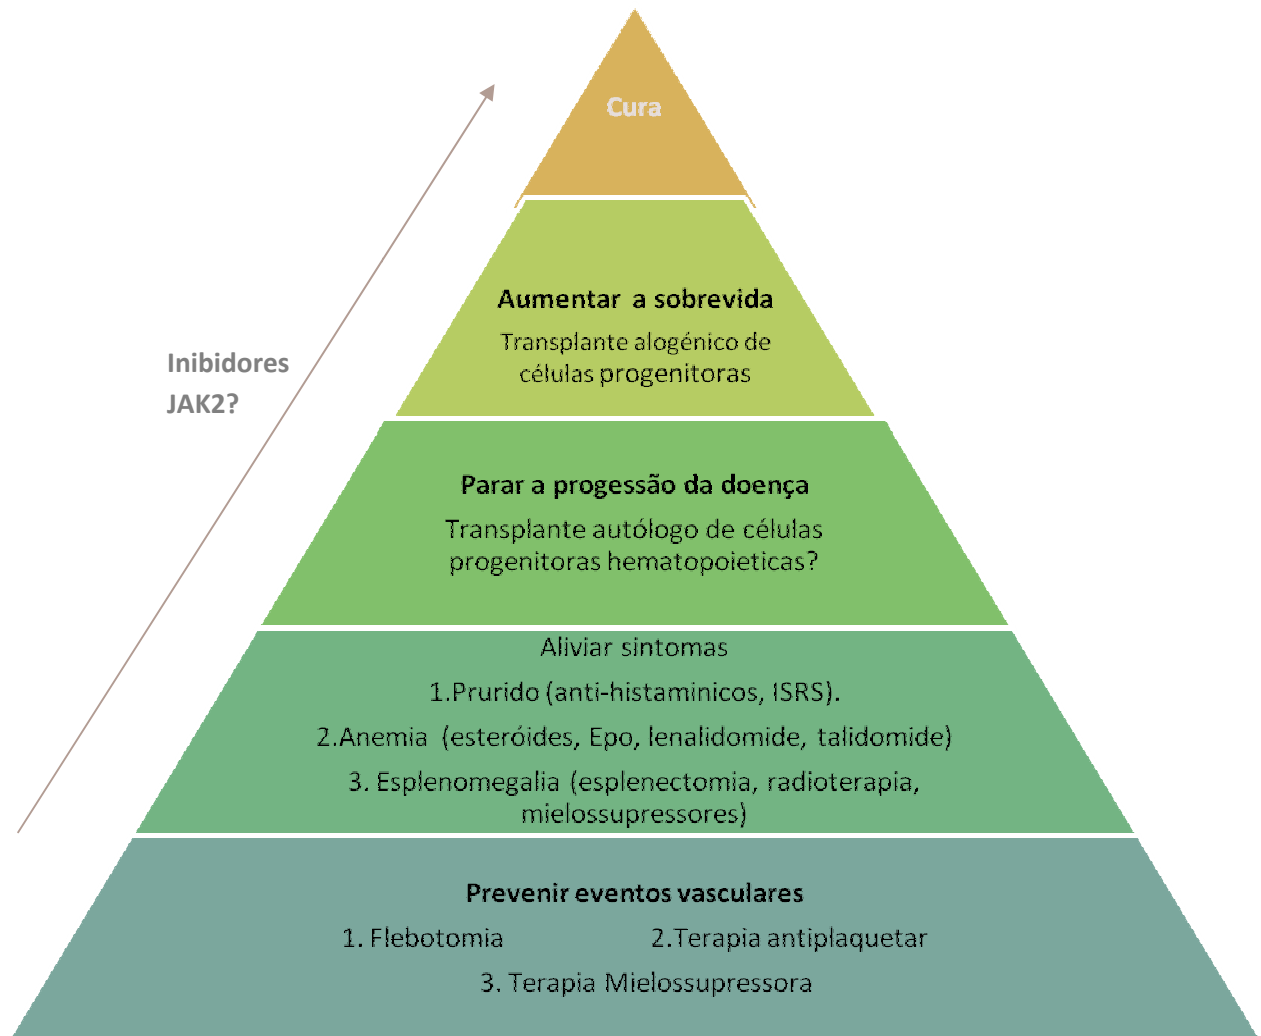 Cura
Aumentar a sobrevida
Transplante alogénico de
células progenitoras
Inibidores
JAK2?
Parar a progessão da doença
Transplante autólogo de células
progenitoras hematopoieticas?
Aliviar sintomas
1.Prurido (anti-histaminicos, ISRS).
2.Anemia (esteróides, Epo, lenalidomide, talidomide)
3. Esplenomegalia (esplenectomia, radioterapia,
mielossupressores)
Prevenir eventos vasculares
1. Flebotomia 2.Terapia antiplaquetar
3. Terapia Mielossupressora